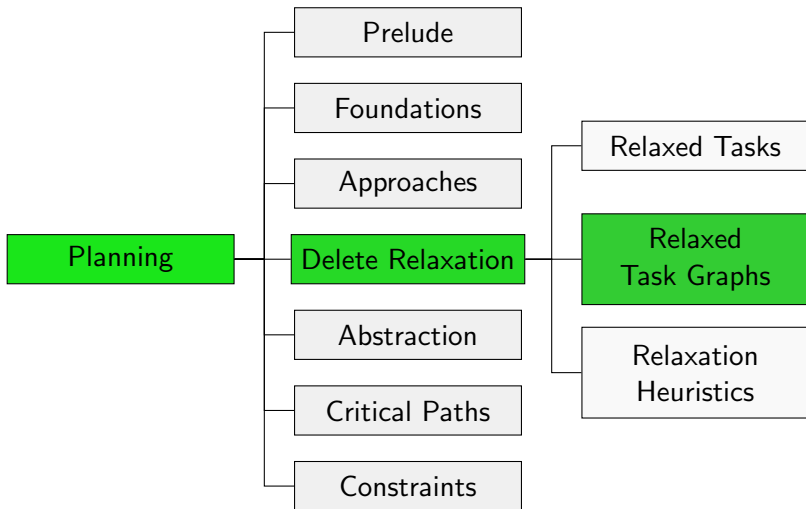 Planning
Prelude
Foundations
Approaches
Delete Relaxation
Abstraction
Critical Paths
Constraints
Relaxed Tasks
Relaxed
Task Graphs
Relaxation
Heuristics